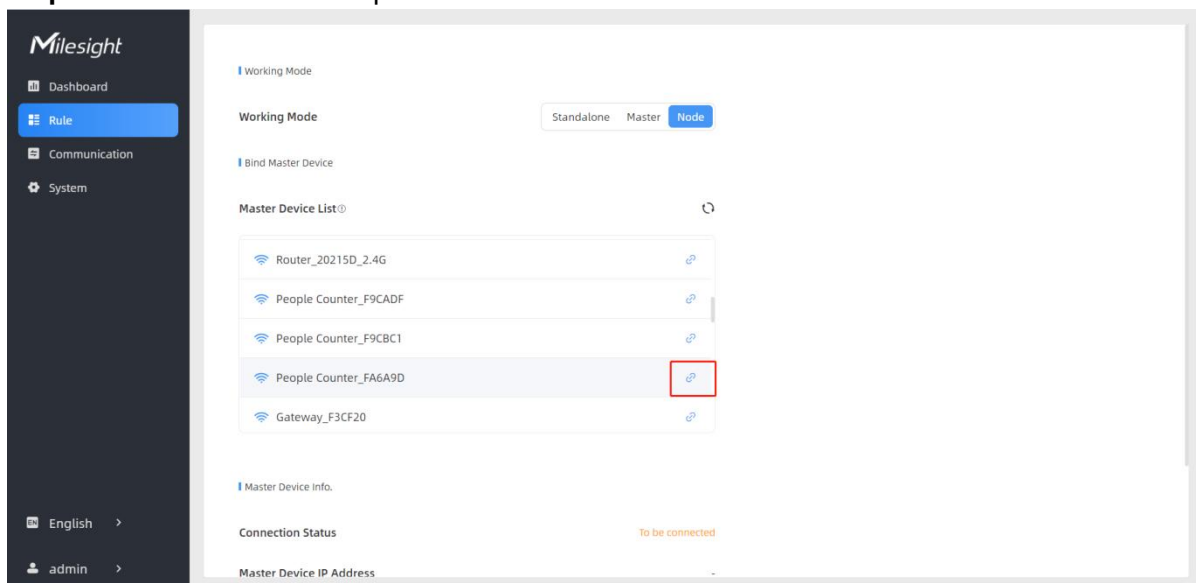 Milesight
Dashboard
Rule
Communication
System
EN English >
admin >
Working Mode
Working Mode Standalone Master Node
Bind Master Device
Master Device List
Router_20215D_2.4G
People Counter_F9CADF
People Counter_F9CBC1
People Counter_FA6A9D
Gateway_F3CF20
Master Device Info.
Connection Status To be connected
Master Device IP Address -